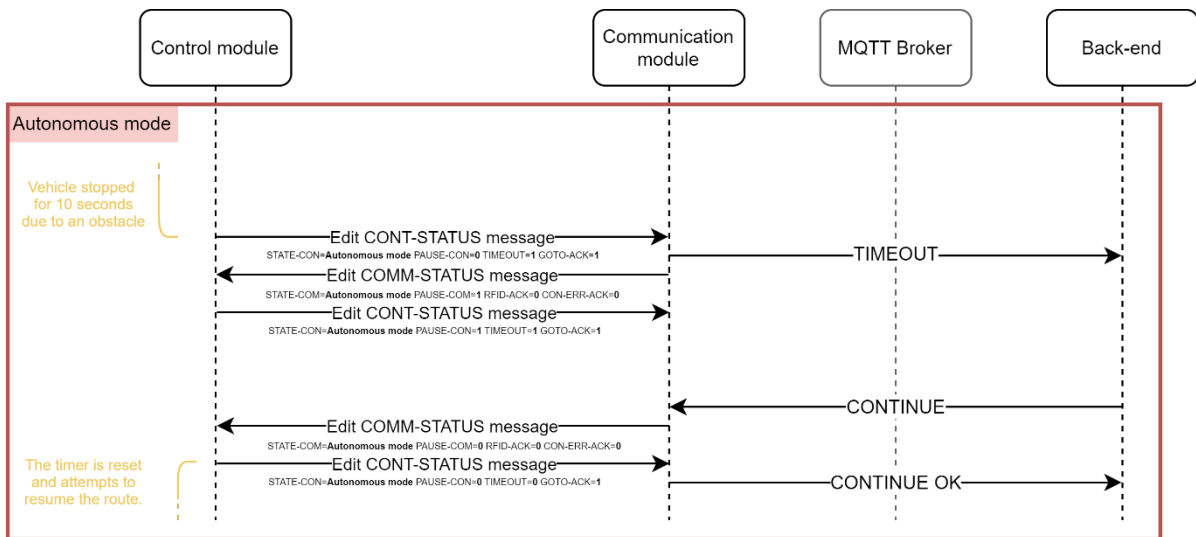 Control module
Communication
module
MQTT Broker
Back-end
Autonomous mode
Vehicle stopped
for 10 seconds
due to an obstacle
Edit CONT-STATUS message
STATE-CON=Autonomous mode PAUSE-CON=0 TIMEOUT=1 GOTO-ACK=1
TIMEOUT
Edit COMM-STATUS message
STATE-COM=Autonomous mode PAUSE-COM=1 RFID-ACK=0 CON-ERR-ACK=0
Edit CONT-STATUS message
STATE-CON=Autonomous mode PAUSE-CON=1 TIMEOUT=1 GOTO-ACK=1
CONTINUE
Edit COMM-STATUS message
STATE-COM=Autonomous mode PAUSE-COM=0 RFID-ACK=0 CON-ERR-ACK=0
The timer is reset
and attempts to
resume the route.
Edit CONT-STATUS message
STATE-CON=Autonomous mode PAUSE-CON=0 TIMEOUT=0 GOTO-ACK=1
CONTINUE OK